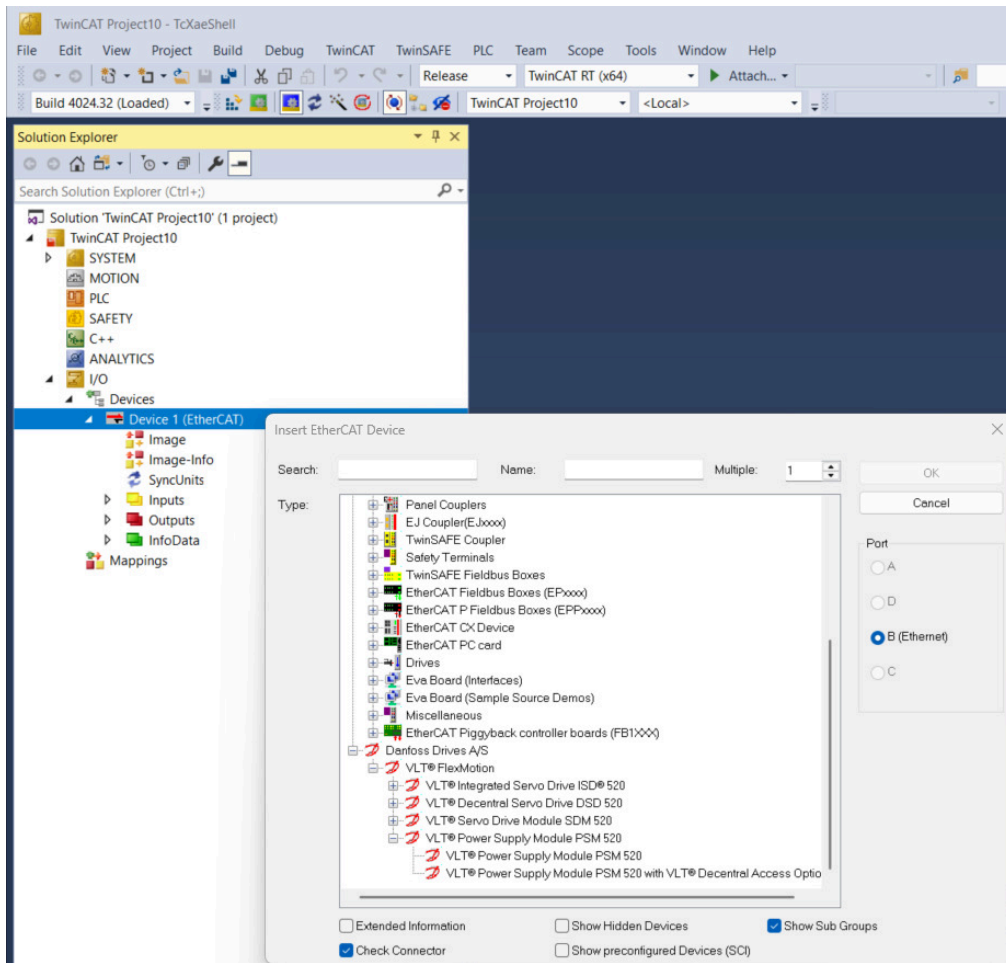 TwinCAT Project10 - TcXaeShell
File Edit View Project Build Debug TwinCAT TwinSAFE PLC Team Scope Tools Window Help
Release TwinCAT RT (x64) Attach...
Build 4024.32 (Loaded) TwinCAT Project10 <Local>
Solution Explorer
Search Solution Explorer (Ctrl+;)
Solution 'TwinCAT Project10' (1 project)
TwinCAT Project10
SYSTEM
MOTION
PLC
SAFETY
C++
ANALYTICS
I/O
Devices
Device 1 (EtherCAT)
Image
Image-Info
SyncUnits
Inputs
Outputs
InfoData
Mappings
Insert EtherCAT Device
Search: Name: Multiple: 1 OK
Type:
Cancel
Panel Couplers
EJ Coupler(EJxxxx)
TwinSAFE Coupler
Safety Terminals
TwinSAFE Fieldbus Boxes
EtherCAT Fieldbus Boxes (EPxxxx)
EtherCAT P Fieldbus Boxes (EPPxxxx)
EtherCAT CX Device
EtherCAT PC card
Drives
Eva Board (Interfaces)
Eva Board (Sample Source Demos)
Miscellaneous
EtherCAT Piggyback controller boards (FB1XXX)
Danfoss Drives A/S
VLT® FlexMotion
VLT® Integrated Servo Drive ISD® 520
VLT® Decentral Servo Drive DSD 520
VLT® Servo Drive Module SDM 520
VLT® Power Supply Module PSM 520
VLT® Power Supply Module PSM 520
VLT® Power Supply Module PSM 520 with VLT® Decentral Access Optio
Port
A
D
B (Ethernet)
C
Extended Information Show Hidden Devices Show Sub Groups
Check Connector Show preconfigured Devices (SCI)